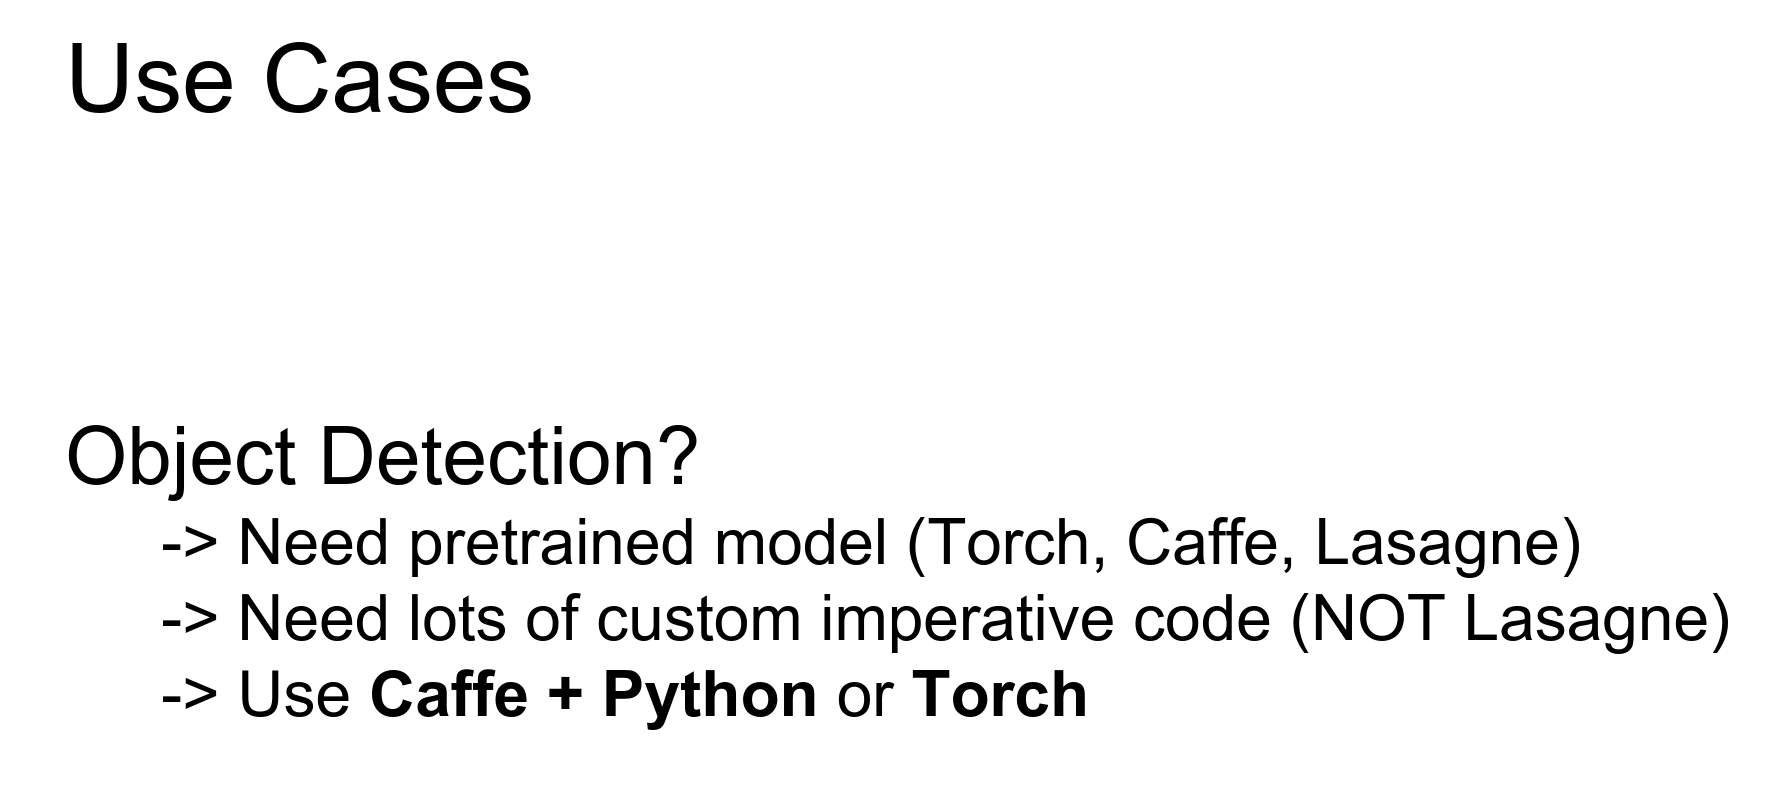 Use Cases
Object Detection?
-> Need pretrained model (Torch, Caffe, Lasagne)
-> Need lots of custom imperative code (NOT Lasagne)
-> Use Caffe + Python or Torch